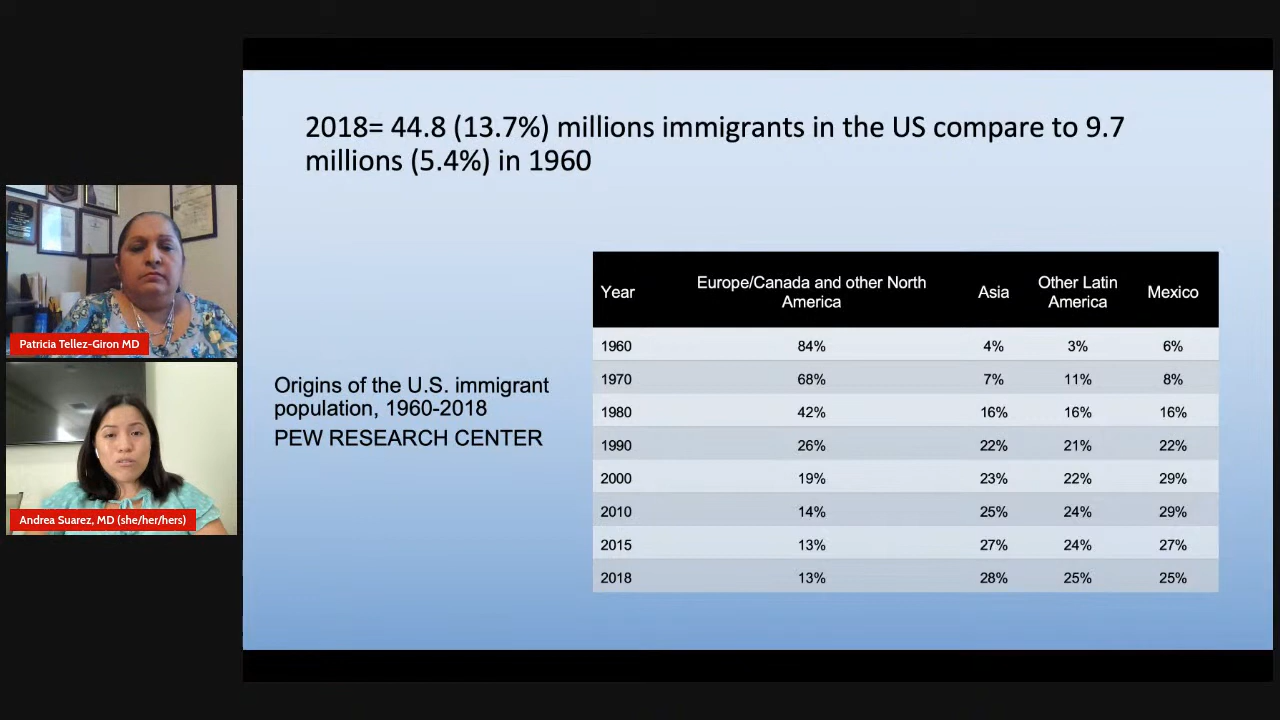 2018= 44.8 (13.7%) millions immigrants in the US compare to 9.7
millions (5.4%) in 1960
Patricia Tellez-Giron MD
Andrea Suarez, MD (she/her/hers)
Origins of the U.S. immigrant
population, 1960-2018
PEW RESEARCH CENTER
Year Europe/Canada and other North America Asia Other Latin America Mexico
1960 84% 4% 3% 6%
1970 68% 7% 11% 8%
1980 42% 16% 16% 16%
1990 26% 22% 21% 22%
2000 19% 23% 22% 29%
2010 14% 25% 24% 29%
2015 13% 27% 24% 27%
2018 13% 28% 25% 25%